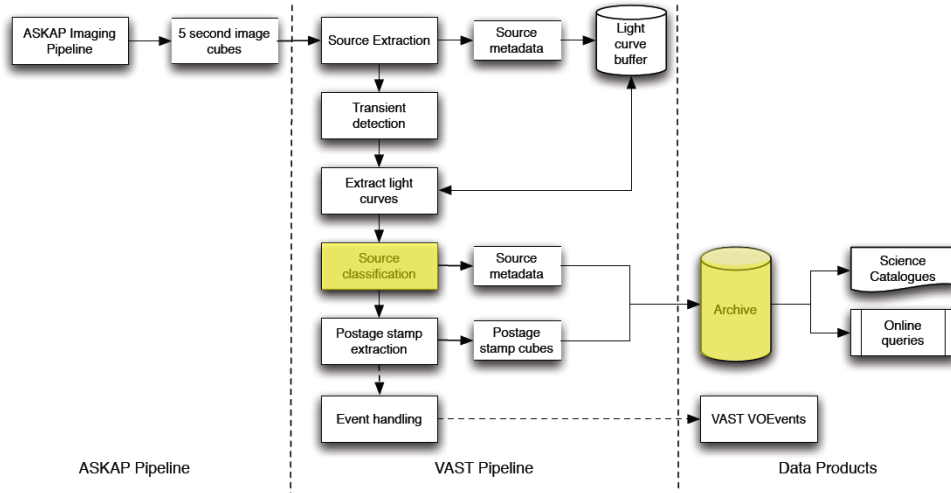 ASKAP Imaging
Pipeline
5 second image
cubes
Source Extraction
Source
metadata
Light
curve
buffer
Transient
detection
Extract light
curves
Source
classification
Source
metadata
Archive
Science
Catalogues
Postage stamp
extraction
Postage
stamp cubes
Online
queries
Event handling
VAST VOEvents
ASKAP Pipeline
VAST Pipeline
Data Products